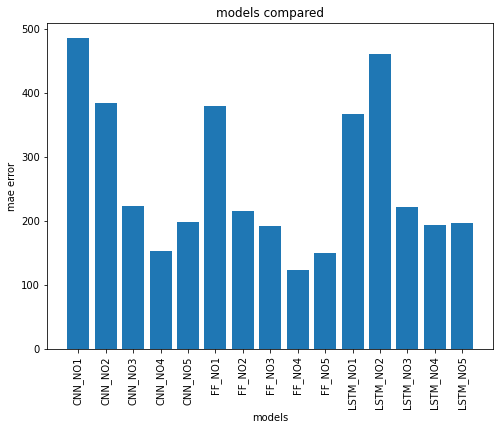 models compared
mae error
500
400
300
200
100
0
CNN_NO1
CNN_NO2
CNN_NO3
CNN_NO4
CNN_NO5
FF_NO1
FF_NO2
FF_NO3
FF_NO4
FF_NO5
LSTM_NO1
LSTM_NO2
LSTM_NO3
LSTM_NO4
LSTM_NO5
models